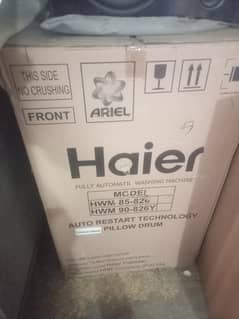 THIS SIDE
NO CRUSHING
FRONT
ARIEL
Haier
FULLY AUTOMATIC WASHING MACHINE
MODEL
HWM 85-826
HWM 90-826Y
AUTO RESTART TECHNOLOGY
PILLOW DRUM